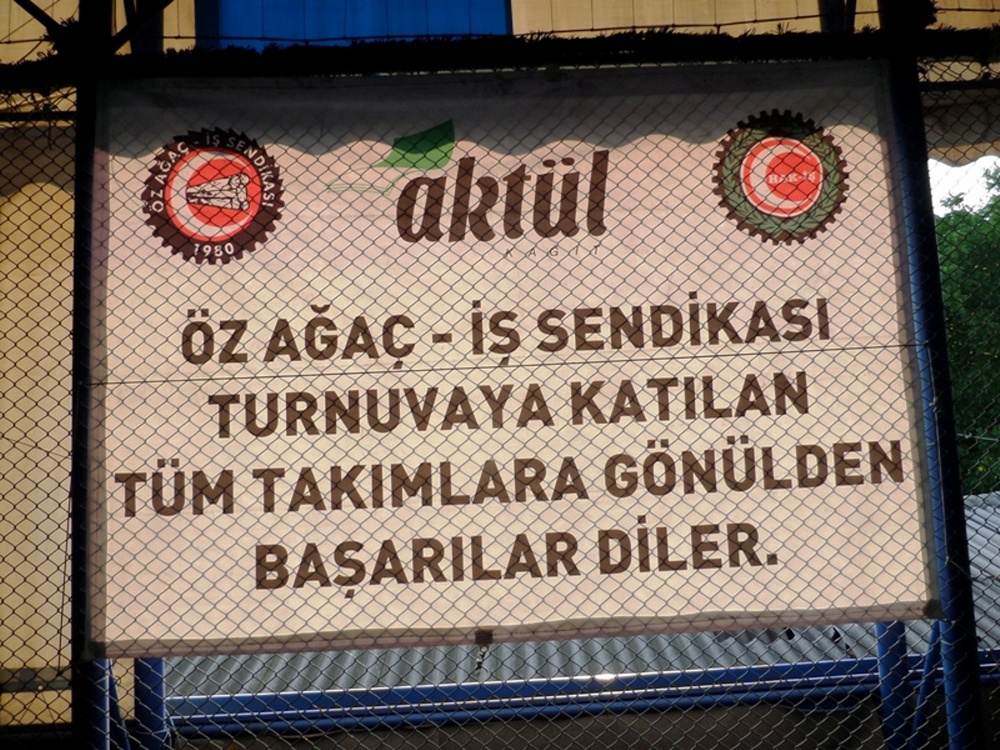 ÖZ AĞAÇ - İŞ SENDİKASI
1980
aktül
KAĞIT
HAK-İŞ
ÖZ AĞAÇ - İŞ SENDİKASI
TURNUVAYA KATILAN
TÜM TAKIMLARA GÖNÜLDEN
BAŞARILAR DİLER.